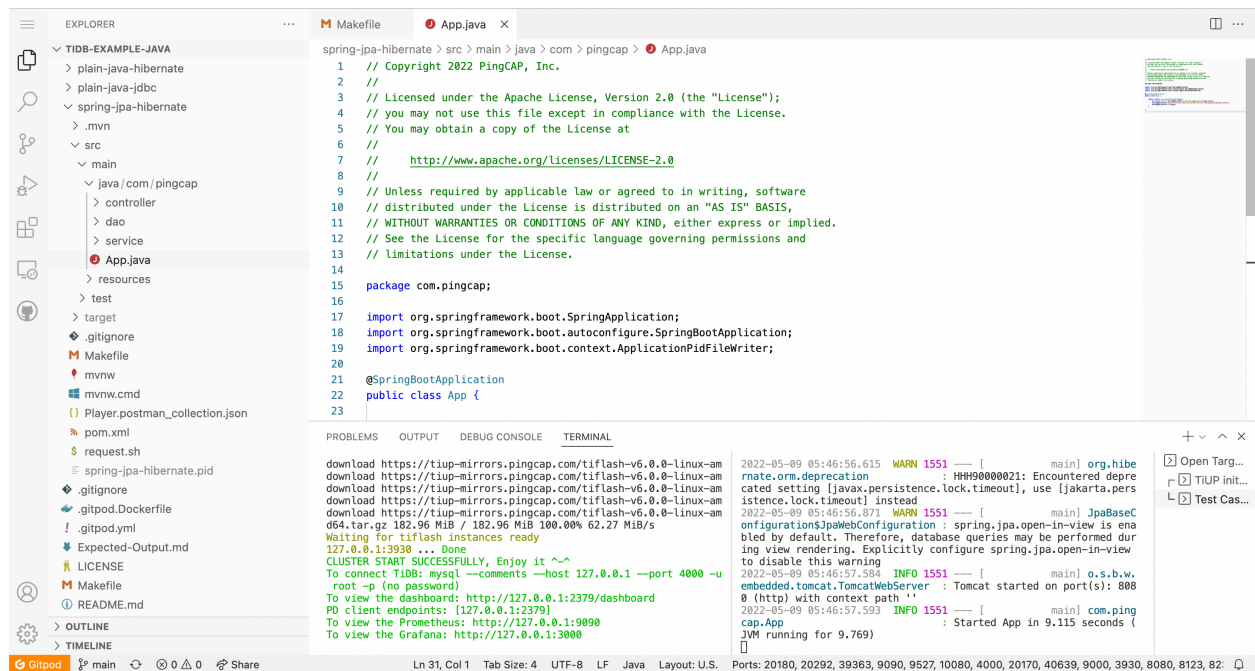 EXPLORER
TIDB-EXAMPLE-JAVA
plain-java-hibernate
plain-java-jdbc
spring-jpa-hibernate
.mvn
src
main
java/com/pingcap
controller
dao
service
App.java
resources
test
target
.gitignore
Makefile
mvnw
mvnw.cmd
Player.postman_collection.json
pom.xml
request.sh
spring-jpa-hibernate.pid
.gitignore
.gitpod.Dockerfile
.gitpod.yml
Expected-Output.md
LICENSE
Makefile
README.md
OUTLINE
TIMELINE
Makefile
App.java
spring-jpa-hibernate > src > main > java > com > pingcap > App.java
1 // Copyright 2022 PingCAP, Inc.
2 //
3 // Licensed under the Apache License, Version 2.0 (the "License");
4 // you may not use this file except in compliance with the License.
5 // You may obtain a copy of the License at
6 //
7 //     http://www.apache.org/licenses/LICENSE-2.0
8 //
9 // Unless required by applicable law or agreed to in writing, software
10 // distributed under the License is distributed on an "AS IS" BASIS,
11 // WITHOUT WARRANTIES OR CONDITIONS OF ANY KIND, either express or implied.
12 // See the License for the specific language governing permissions and
13 // limitations under the License.
14
15 package com.pingcap;
16
17 import org.springframework.boot.SpringApplication;
18 import org.springframework.boot.autoconfigure.SpringBootApplication;
19 import org.springframework.boot.context.ApplicationPidFileWriter;
20
21 @SpringBootApplication
22 public class App {
23
PROBLEMS OUTPUT DEBUG CONSOLE TERMINAL
download https://tiup-mirrors.pingcap.com/tiflash-v6.0.0-linux-am
download https://tiup-mirrors.pingcap.com/tiflash-v6.0.0-linux-am
download https://tiup-mirrors.pingcap.com/tiflash-v6.0.0-linux-am
download https://tiup-mirrors.pingcap.com/tiflash-v6.0.0-linux-am
download https://tiup-mirrors.pingcap.com/tiflash-v6.0.0-linux-am
d64.tar.gz 182.96 MiB / 182.96 MiB 100.00% 62.27 MiB/s
Waiting for tiflash instances ready
127.0.0.1:3930 ... Done
CLUSTER START SUCCESSFULLY, Enjoy it ^-^
To connect TiDB: mysql --comments --host 127.0.0.1 --port 4000 -u
root -p (no password)
To view the dashboard: http://127.0.0.1:2379/dashboard
PD client endpoints: [127.0.0.1:2379]
To view the Prometheus: http://127.0.0.1:9090
To view the Grafana: http://127.0.0.1:3000
2022-05-09 05:46:56.615 WARN 1551 --- [ main] org.hibe
rnate.orm.deprecation : HHH90000021: Encountered depre
cated setting [javax.persistence.lock.timeout], use [jakarta.pers
istence.lock.timeout] instead
2022-05-09 05:46:56.871 WARN 1551 --- [ main] JpaBaseC
onfiguration$JpaWebConfiguration : spring.jpa.open-in-view is ena
bled by default. Therefore, database queries may be performed dur
ing view rendering. Explicitly configure spring.jpa.open-in-view
to disable this warning
2022-05-09 05:46:57.584 INFO 1551 --- [ main] o.s.b.w.
embedded.tomcat.TomcatWebServer : Tomcat started on port(s): 808
0 (http) with context path ''
2022-05-09 05:46:57.593 INFO 1551 --- [ main] com.ping
cap.App : Started App in 9.115 seconds (
JVM running for 9.769)
Open Targ...
TiUP init...
Test Cas...
Gitpod main 0 0 Share Ln 31, Col 1 Tab Size: 4 UTF-8 LF Java Layout: U.S. Ports: 20180, 20292, 39363, 9090, 9527, 10080, 4000, 20170, 40639, 9000, 3930, 8080, 8123, 82